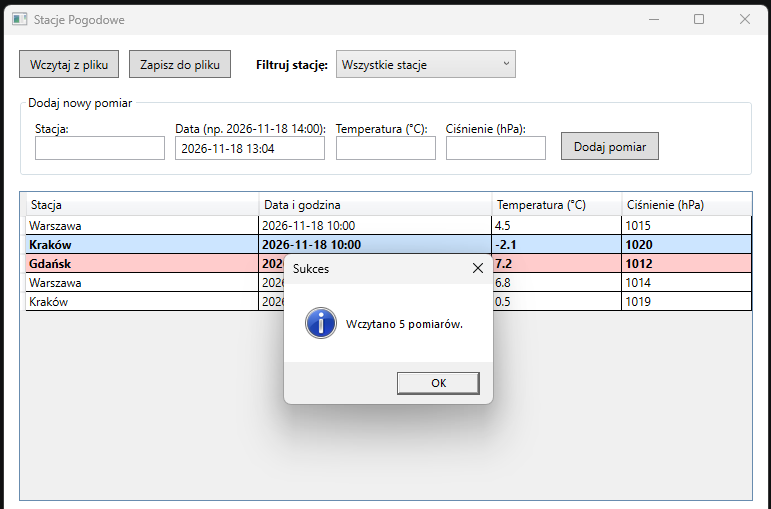 Stacje Pogodowe
Wczytaj z pliku Zapisz do pliku Filtruj stację: Wszystkie stacje
Dodaj nowy pomiar
Stacja: Data (np. 2026-11-18 14:00): Temperatura (°C): Ciśnienie (hPa):
2026-11-18 13:04 Dodaj pomiar
Stacja Data i godzina Temperatura (°C) Ciśnienie (hPa)
Warszawa 2026-11-18 10:00 4.5 1015
Kraków 2026-11-18 10:00 -2.1 1020
Gdańsk 7.2 1012
Warszawa 6.8 1014
Kraków 0.5 1019
Sukces
Wczytano 5 pomiarów.
OK